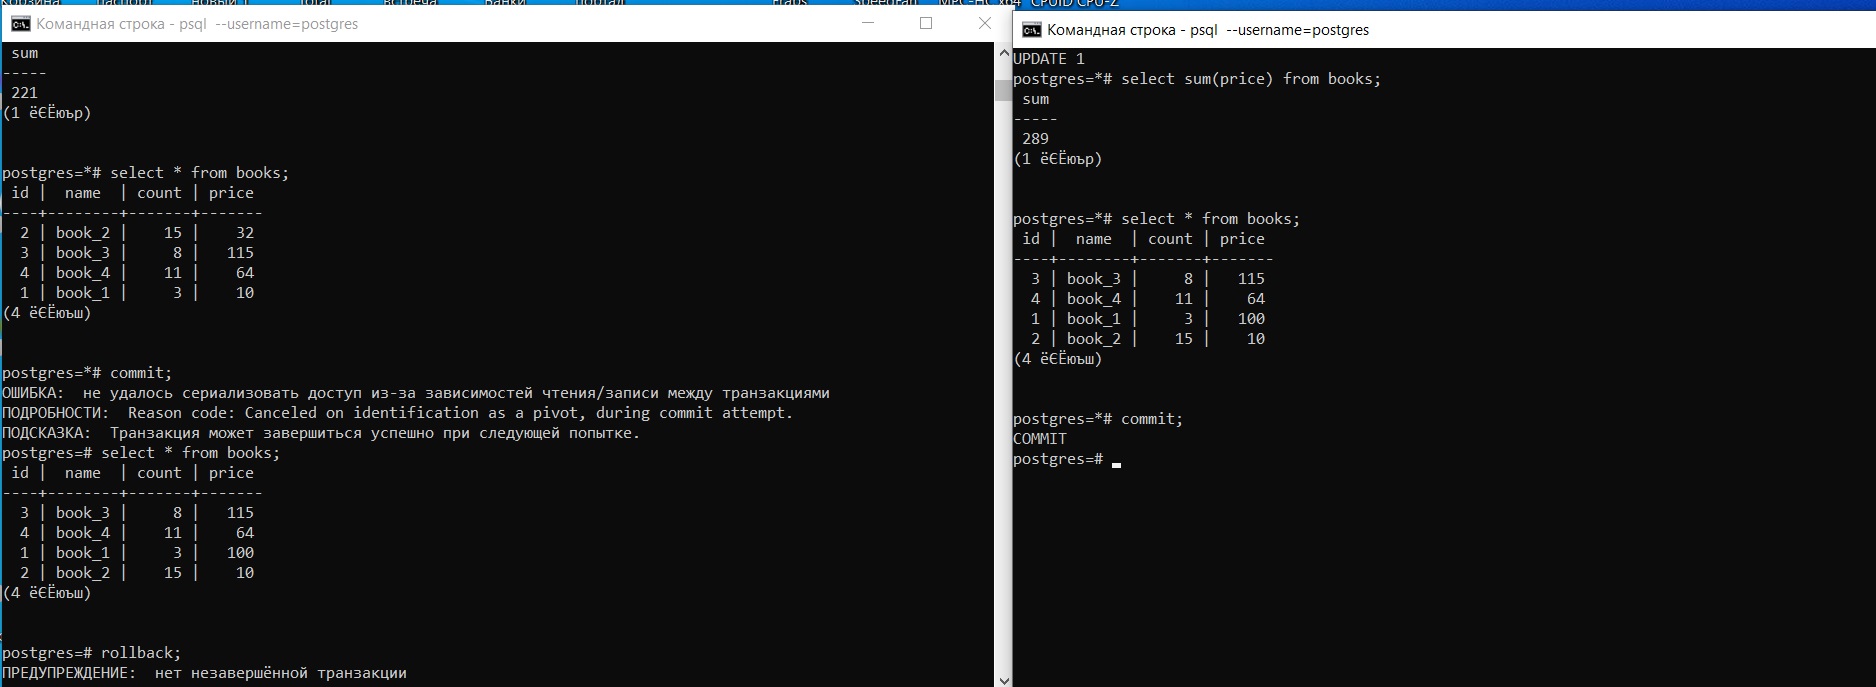 Командная строка - psql  --username=postgres
 sum
-----
 221
(1 ёЄЁюър)
postgres=*# select * from books;
 id |  name  | count | price
----+--------+-------+-------
  2 | book_2 |    15 |    32
  3 | book_3 |     8 |   115
  4 | book_4 |    11 |    64
  1 | book_1 |     3 |    10
(4 ёЄЁюъш)
postgres=*# commit;
ОШИБКА:  не удалось сериализовать доступ из-за зависимостей чтения/записи между транзакциями
ПОДРОБНОСТИ:  Reason code: Canceled on identification as a pivot, during commit attempt.
ПОДСКАЗКА:  Транзакция может завершиться успешно при следующей попытке.
postgres=# select * from books;
 id |  name  | count | price
----+--------+-------+-------
  3 | book_3 |     8 |   115
  4 | book_4 |    11 |    64
  1 | book_1 |     3 |   100
  2 | book_2 |    15 |    10
(4 ёЄЁюъш)
postgres=# rollback;
ПРЕДУПРЕЖДЕНИЕ:  нет незавершённой транзакции
Командная строка - psql  --username=postgres
UPDATE 1
postgres=*# select sum(price) from books;
 sum
-----
 289
(1 ёЄЁюър)
postgres=*# select * from books;
 id |  name  | count | price
----+--------+-------+-------
  3 | book_3 |     8 |   115
  4 | book_4 |    11 |    64
  1 | book_1 |     3 |   100
  2 | book_2 |    15 |    10
(4 ёЄЁюъш)
postgres=*# commit;
COMMIT
postgres=#